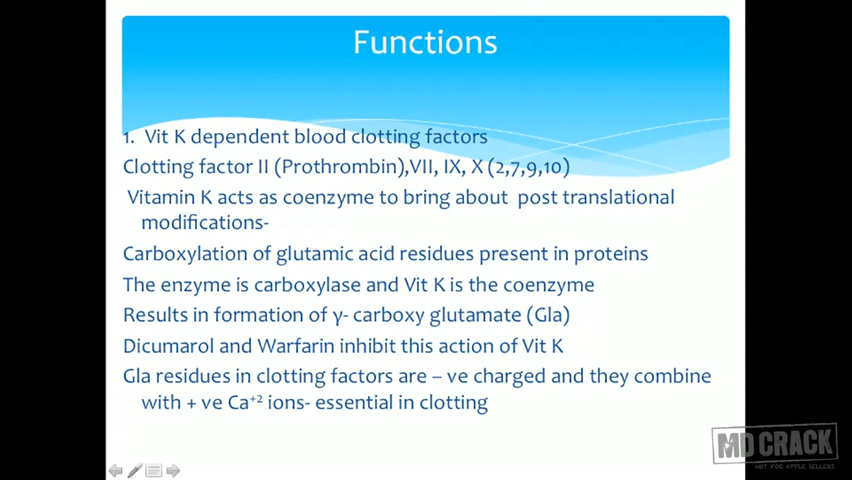 Functions
1. Vit K dependent blood clotting factors
Clotting factor II (Prothrombin),VII, IX, X (2,7,9,10)
Vitamin K acts as coenzyme to bring about post translational
modifications-
Carboxylation of glutamic acid residues present in proteins
The enzyme is carboxylase and Vit K is the coenzyme
Results in formation of γ- carboxy glutamate (Gla)
Dicumarol and Warfarin inhibit this action of Vit K
Gla residues in clotting factors are – ve charged and they combine
with + ve Ca⁺² ions- essential in clotting
MD CRACK
NOT FOR APPLE SELLERS